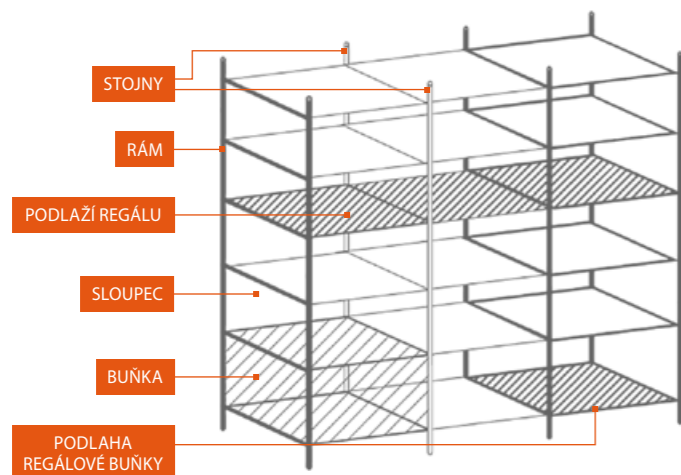 STOJNY
RÁM
PODLAŽÍ REGÁLU
SLOUPEC
BUŇKA
PODLAHA
REGÁLOVÉ BUŇKY